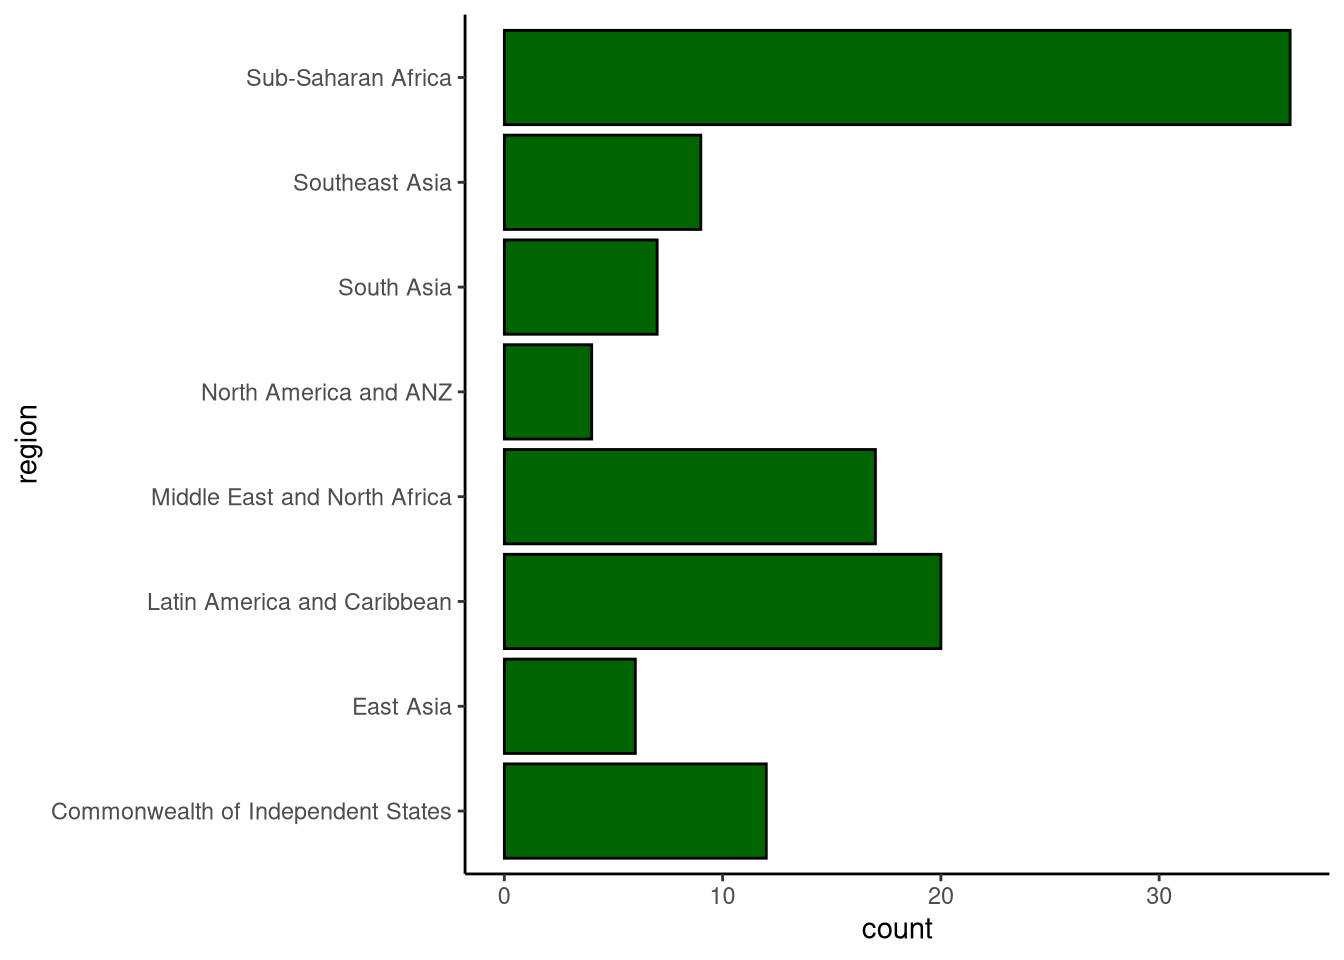 Sub-Saharan Africa
Southeast Asia
South Asia
North America and ANZ
Middle East and North Africa
Latin America and Caribbean
East Asia
Commonwealth of Independent States
region
0 10 20 30
count